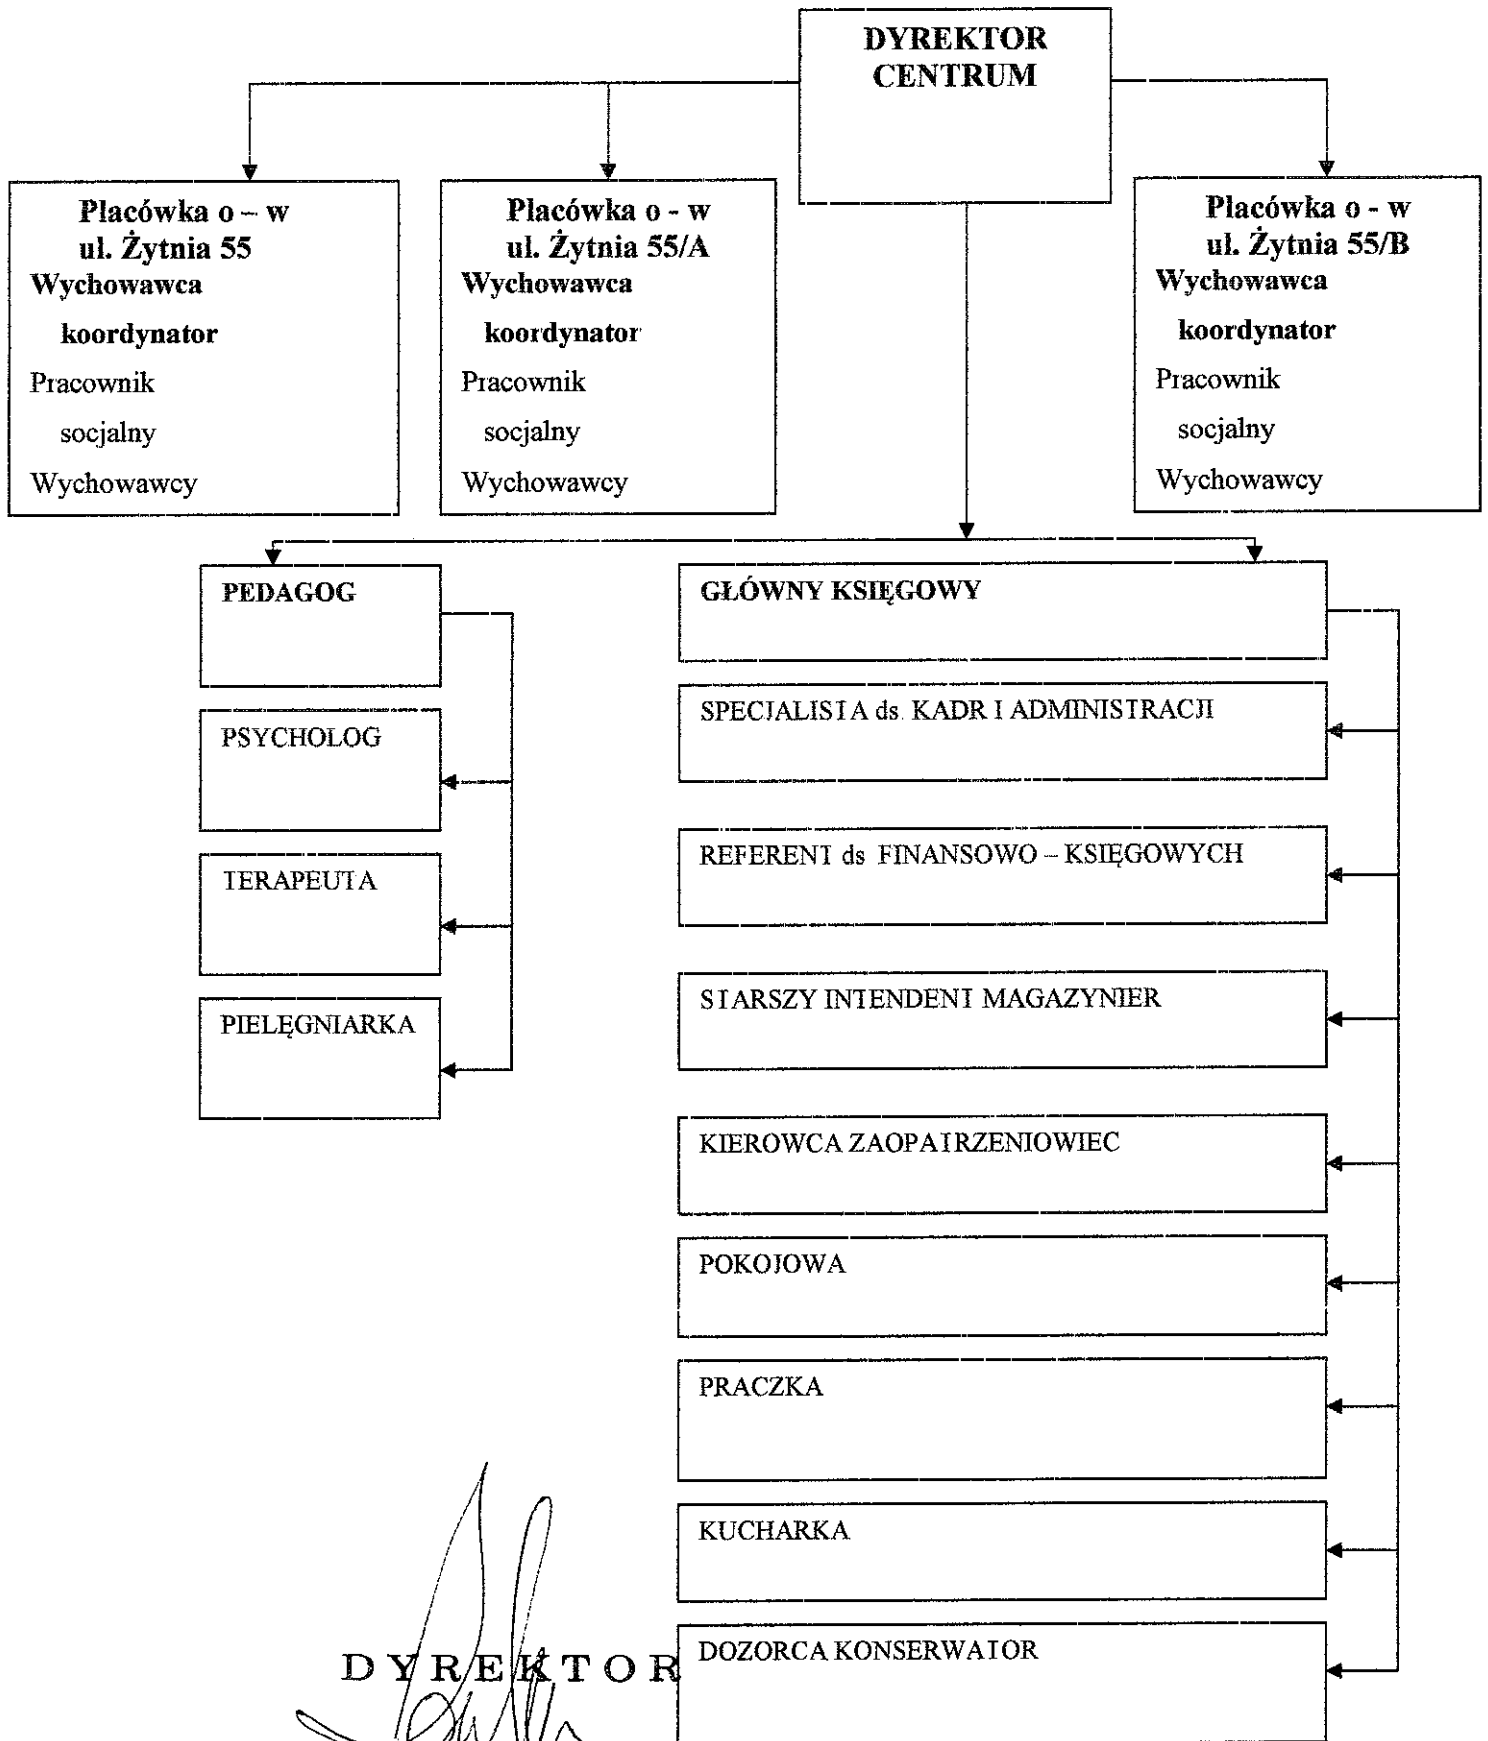 DYREKTOR
CENTRUM
Placówka o – w
ul. Żytnia 55
Wychowawca
koordynator
Pracownik
socjalny
Wychowawcy
Placówka o - w
ul. Żytnia 55/A
Wychowawca
koordynator
Pracownik
socjalny
Wychowawcy
Placówka o - w
ul. Żytnia 55/B
Wychowawca
koordynator
Pracownik
socjalny
Wychowawcy
PEDAGOG
PSYCHOLOG
TERAPEUTA
PIELĘGNIARKA
GŁÓWNY KSIĘGOWY
SPECJALISTA ds. KADR I ADMINISTRACJI
REFERENT ds FINANSOWO – KSIĘGOWYCH
STARSZY INTENDENT MAGAZYNIER
KIEROWCA ZAOPATRZENIOWIEC
POKOJOWA
PRACZKA
KUCHARKA
DOZORCA KONSERWATOR
DYREKTOR